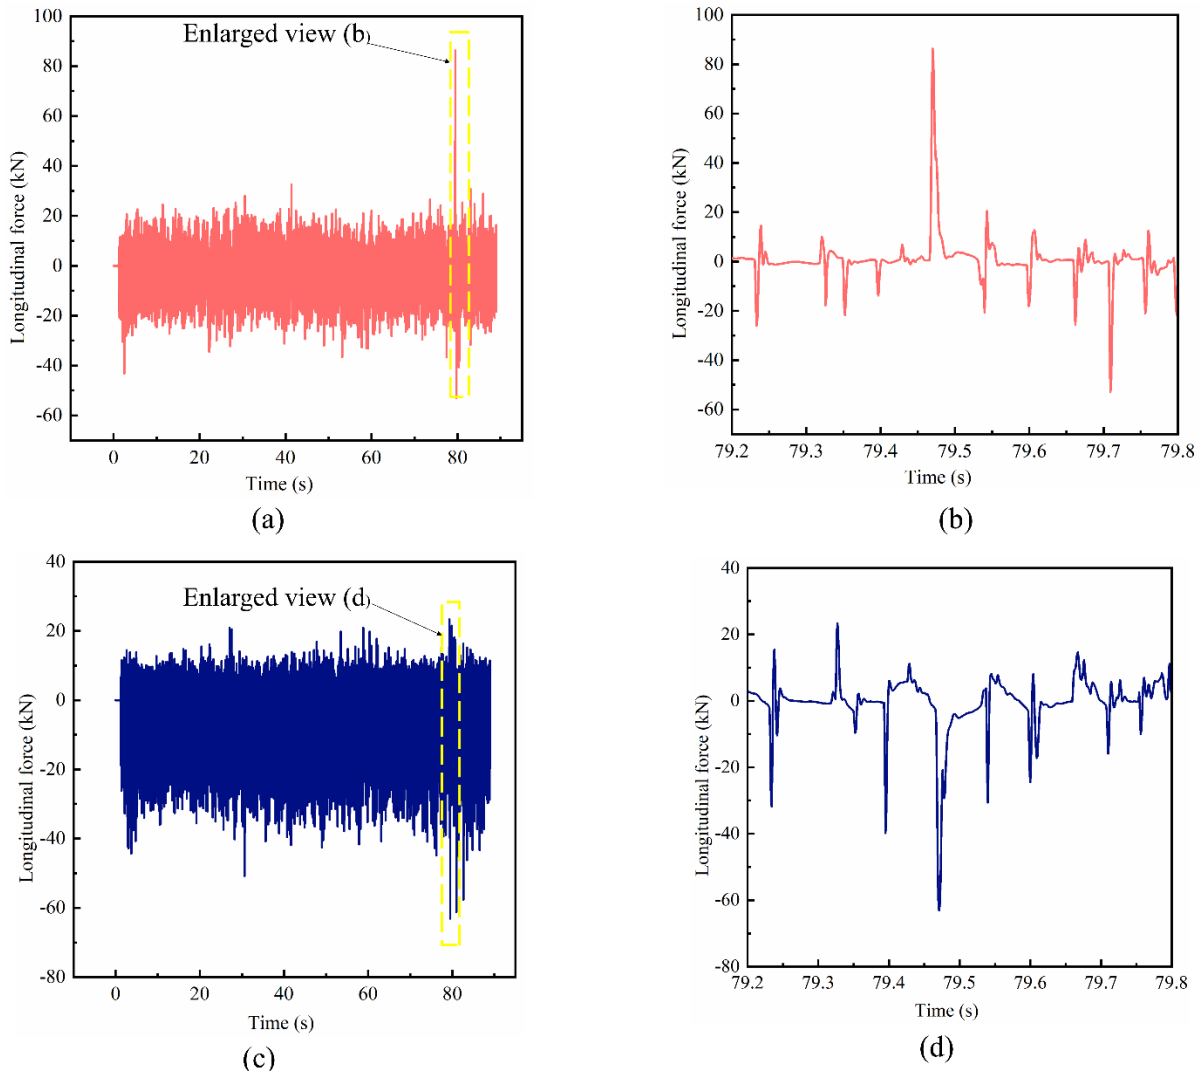 100
80
60
40
20
0
-20
-40
-60
0 20 40 60 80
Longitudinal force (kN)
Time (s)
Enlarged view (b)
(a)
100
80
60
40
20
0
-20
-40
-60
79.2 79.3 79.4 79.5 79.6 79.7 79.8
Longitudinal force (kN)
Time (s)
(b)
40
20
0
-20
-40
-60
-80
0 20 40 60 80
Longitudinal force (kN)
Time (s)
Enlarged view (d)
(c)
40
20
0
-20
-40
-60
-80
79.2 79.3 79.4 79.5 79.6 79.7 79.8
Longitudinal force (kN)
Time (s)
(d)